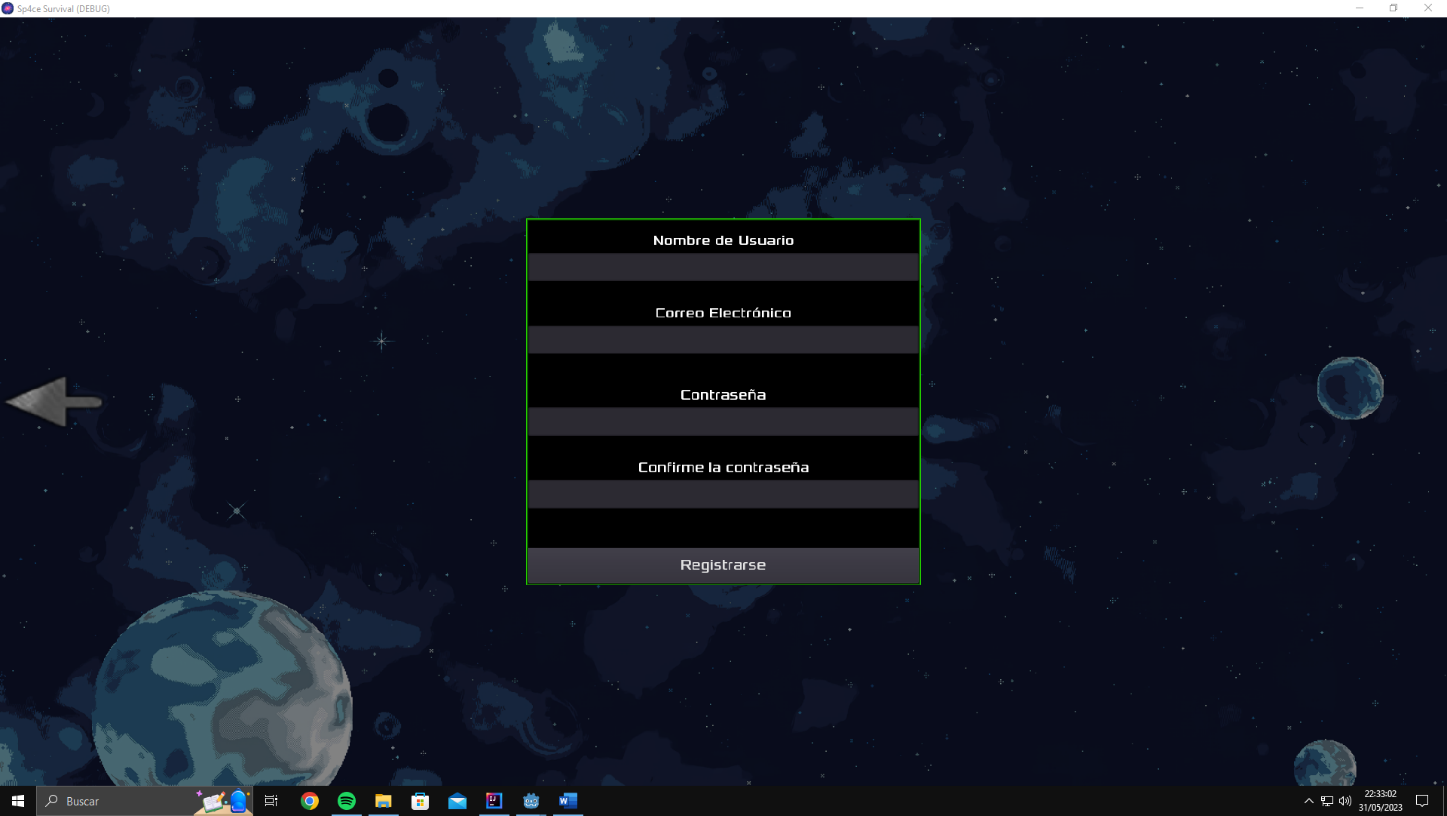 Sp4ce Survival (DEBUG)
Nombre de Usuario
Correo Electrónico
Contraseña
Confirme la contraseña
Registrarse
Buscar
22:33:02
31/05/2023